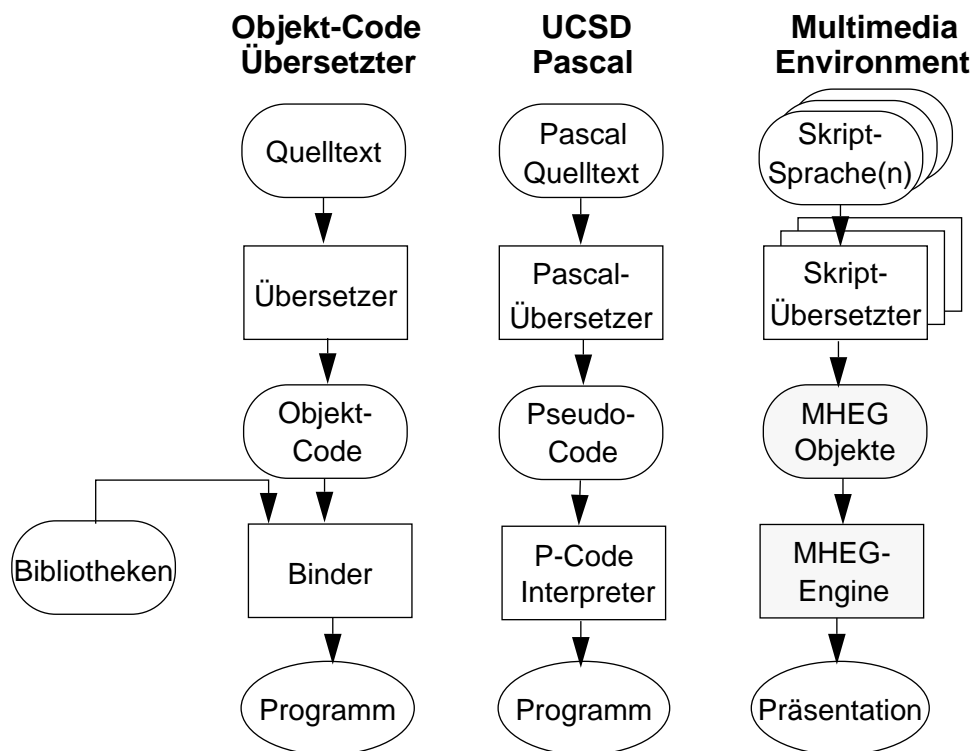 Objekt-Code
Übersetzter
UCSD
Pascal
Multimedia
Environment
Quelltext
Pascal
Quelltext
Skript-
Sprache(n)
Übersetzer
Pascal-
Übersetzer
Skript-
Übersetzter
Objekt-
Code
Pseudo-
Code
MHEG
Objekte
Bibliotheken
Binder
P-Code
Interpreter
MHEG-
Engine
Programm
Programm
Präsentation